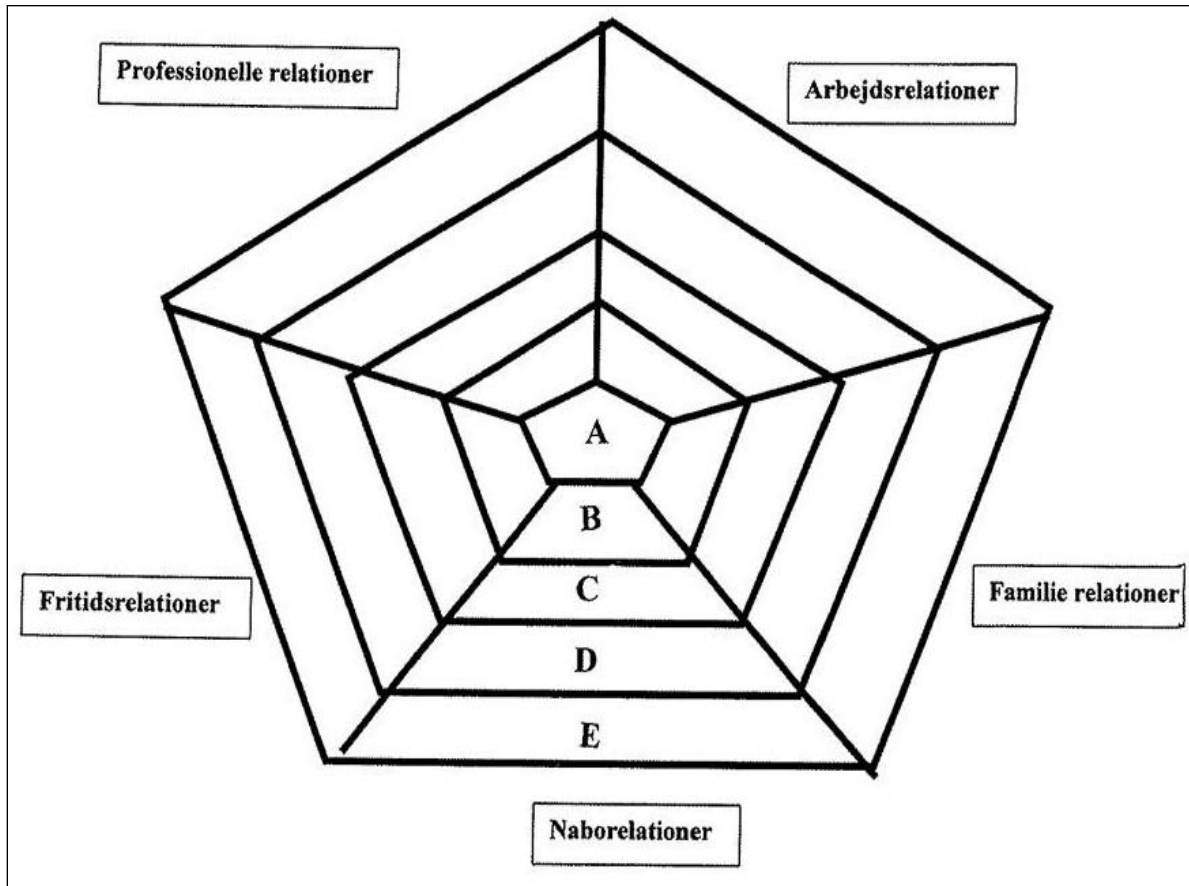 Professionelle relationer
Arbejdsrelationer
A
B
C
D
E
Fritidsrelationer
Familie relationer
Naborelationer